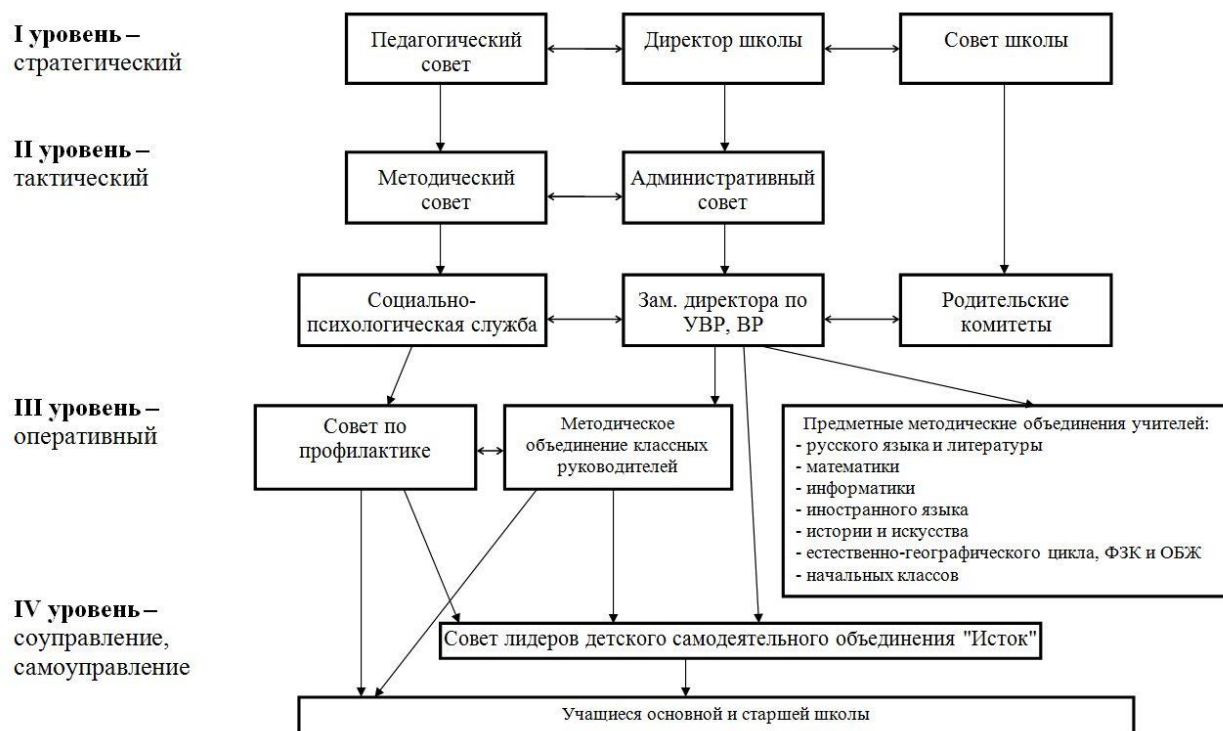 I уровень –
стратегический
Педагогический
совет
Директор школы
Совет школы
II уровень –
тактический
Методический
совет
Административный
совет
Социально-
психологическая служба
Зам. директора по
УВР, ВР
Родительские
комитеты
III уровень –
оперативный
Совет по
профилактике
Методическое
объединение классных
руководителей
Предметные методические объединения учителей:
- русского языка и литературы
- математики
- информатики
- иностранного языка
- истории и искусства
- естественно-географического цикла, ФЗК и ОБЖ
- начальных классов
IV уровень –
соуправление,
самоуправление
Совет лидеров детского самодеятельного объединения "Исток"
Учащиеся основной и старшей школы